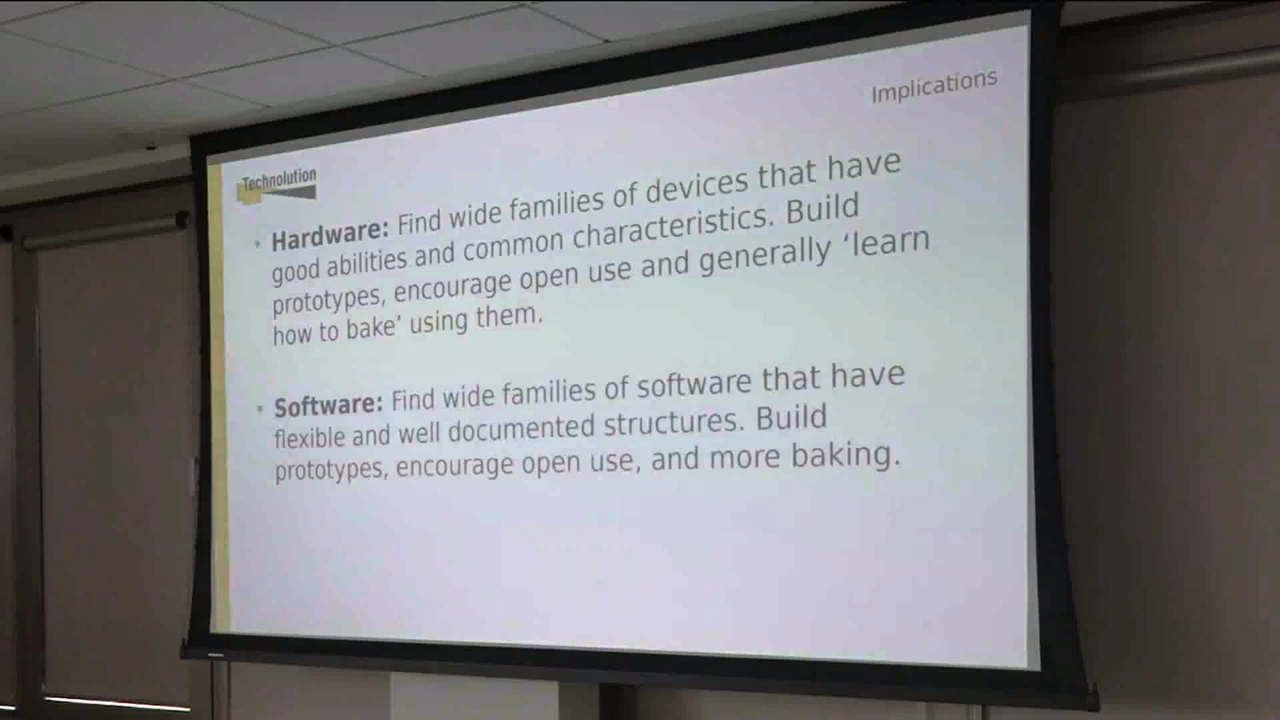 Implications
Technolution
• Hardware: Find wide families of devices that have
good abilities and common characteristics. Build
prototypes, encourage open use and generally ‘learn
how to bake’ using them.
• Software: Find wide families of software that have
flexible and well documented structures. Build
prototypes, encourage open use, and more baking.